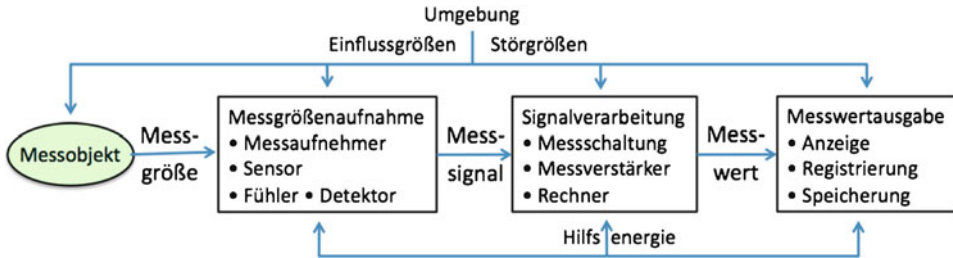 Umgebung
Einflussgrößen Störgrößen
Messobjekt
Mess-
größe
Messgrößenaufnahme
• Messaufnehmer
• Sensor
• Fühler • Detektor
Mess-
signal
Signalverarbeitung
• Messschaltung
• Messverstärker
• Rechner
Mess-
wert
Messwertausgabe
• Anzeige
• Registrierung
• Speicherung
Hilfsenergie